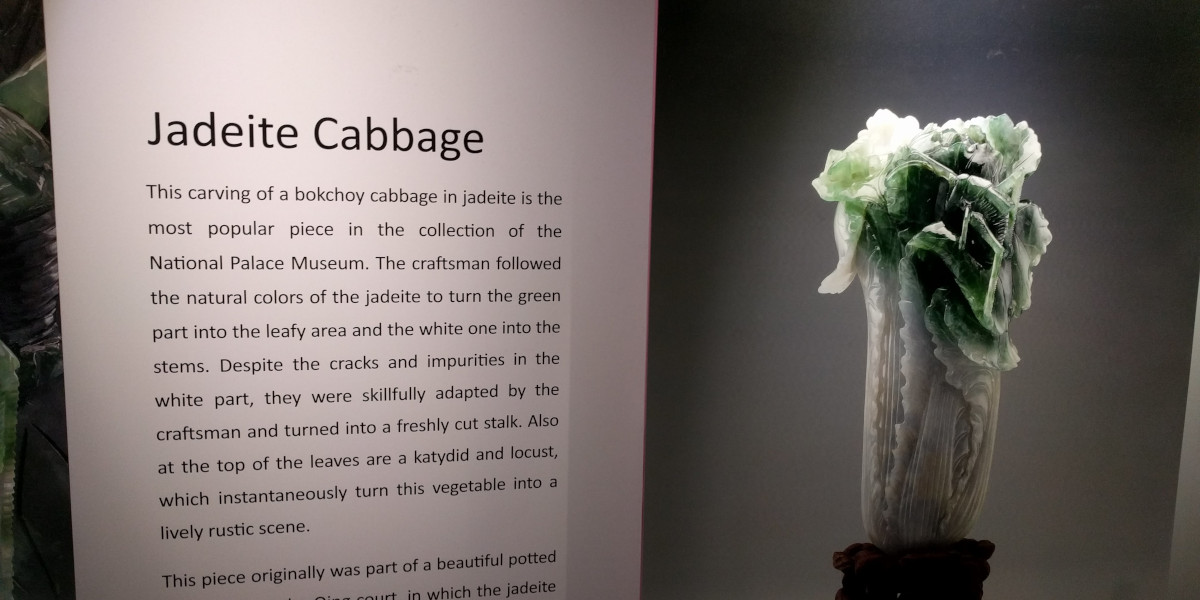 Jadeite Cabbage
This carving of a bokchoy cabbage in jadeite is the
most popular piece in the collection of the
National Palace Museum. The craftsman followed
the natural colors of the jadeite to turn the green
part into the leafy area and the white one into the
stems. Despite the cracks and impurities in the
white part, they were skillfully adapted by the
craftsman and turned into a freshly cut stalk. Also
at the top of the leaves are a katydid and locust,
which instantaneously turn this vegetable into a
lively rustic scene.
This piece originally was part of a beautiful potted
Qing court, in which the jadeite